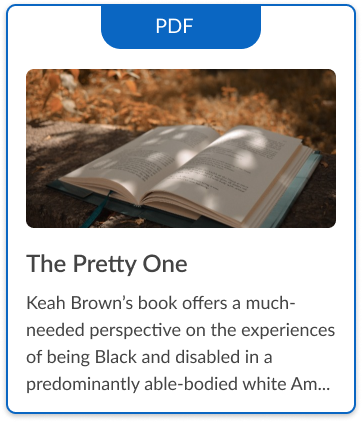 PDF
The Pretty One
Keah Brown’s book offers a much-
needed perspective on the experiences
of being Black and disabled in a
predominantly able-bodied white Am...